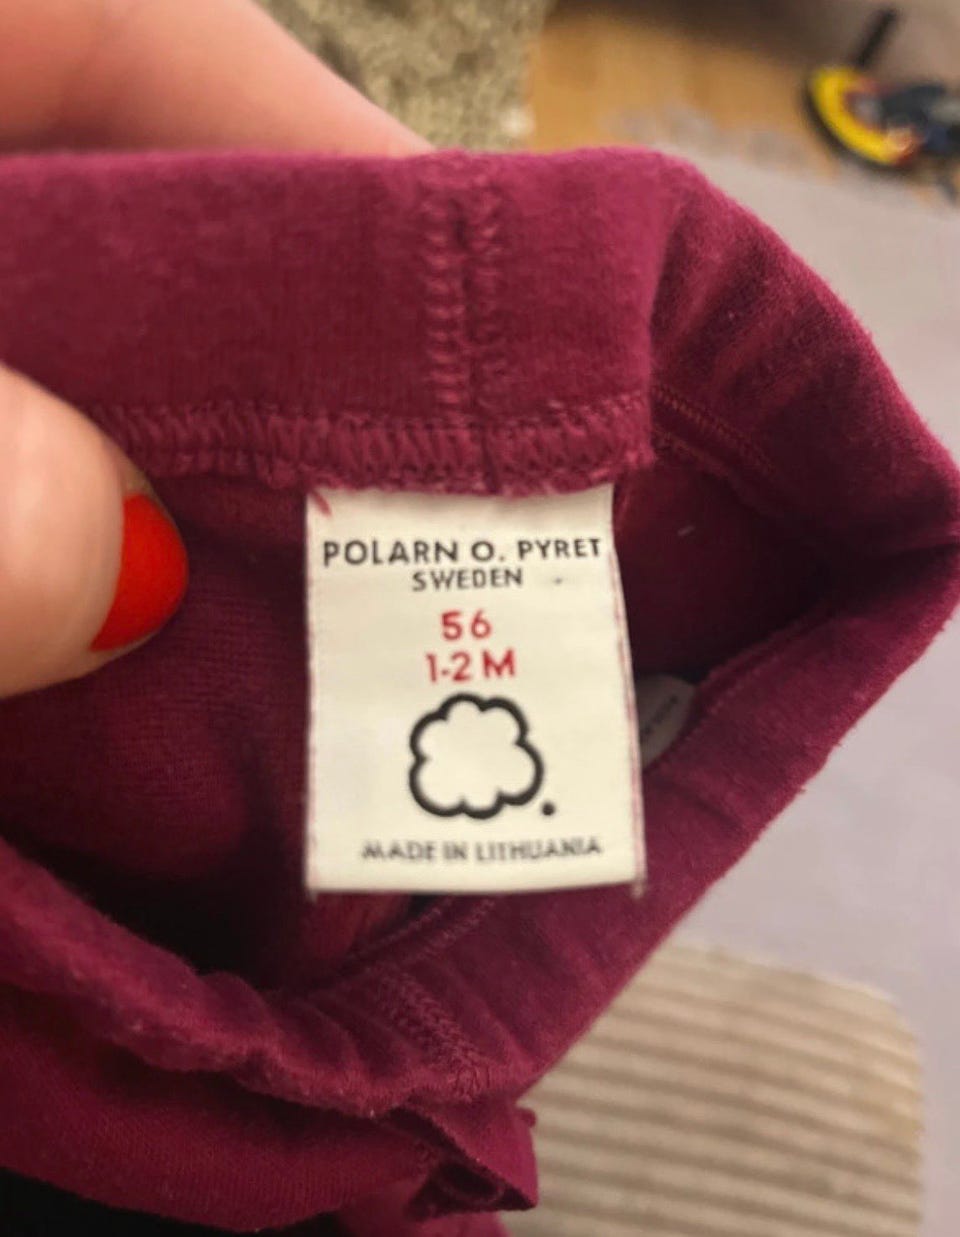 POLARN O. PYRET
SWEDEN
56
1-2 M
MADE IN LITHUANIA